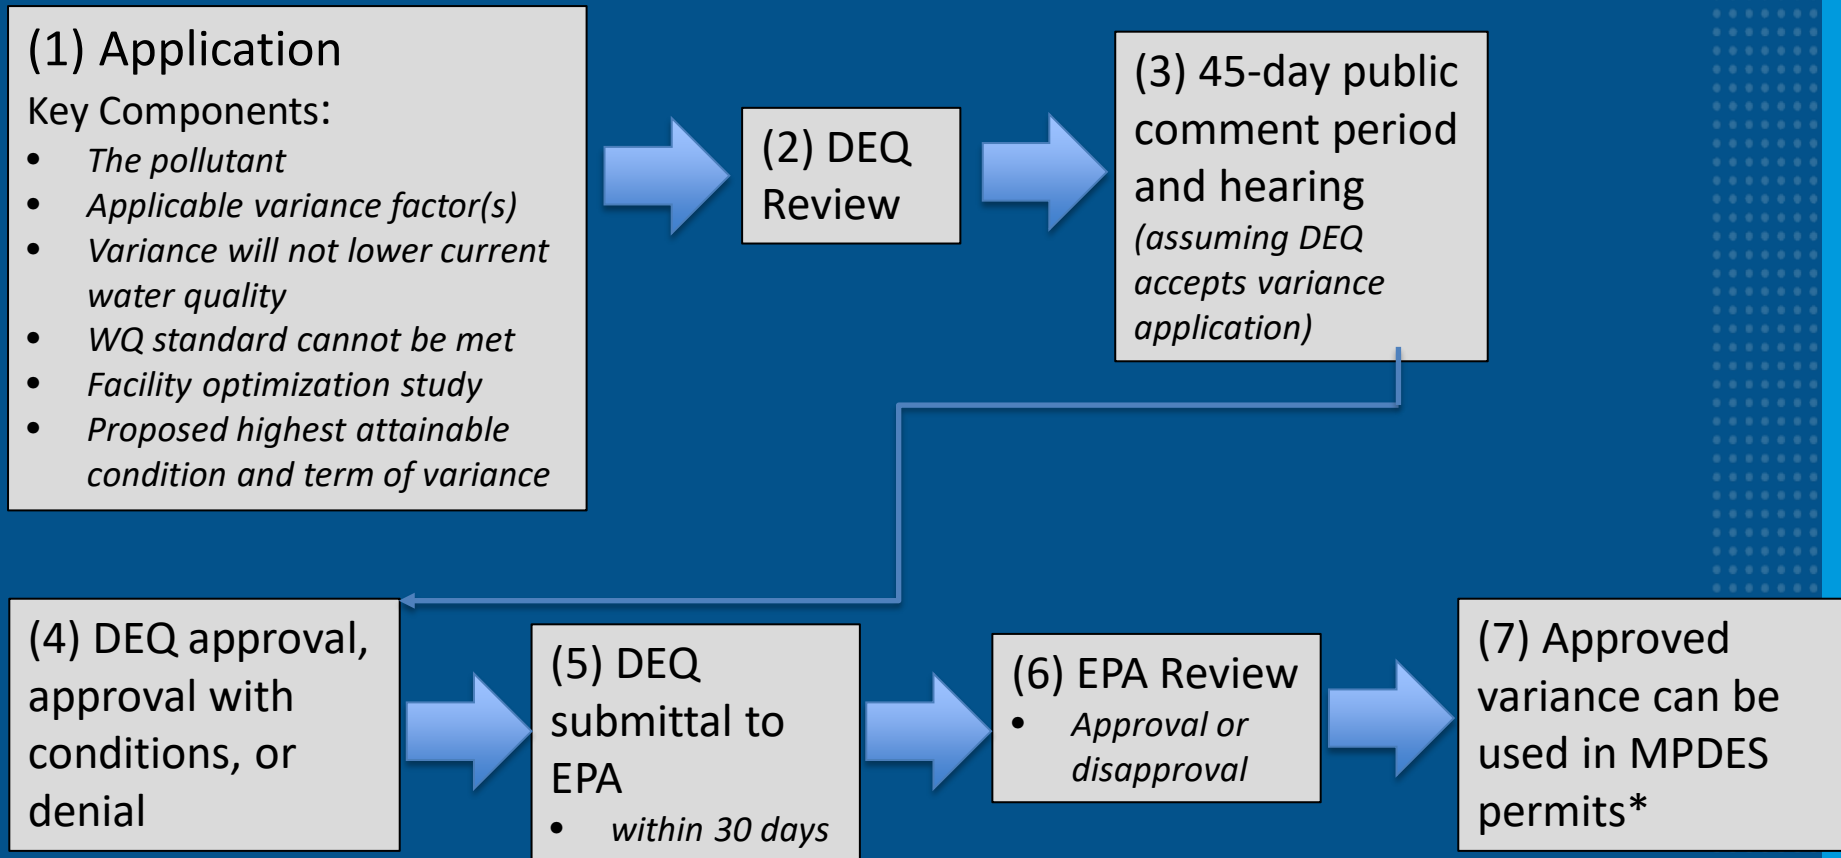 (1) Application
Key Components:
• The pollutant
• Applicable variance factor(s)
• Variance will not lower current
water quality
• WQ standard cannot be met
• Facility optimization study
• Proposed highest attainable
condition and term of variance
(2) DEQ
Review
(3) 45-day public
comment period
and hearing
(assuming DEQ
accepts variance
application)
(4) DEQ approval,
approval with
conditions, or
denial
(5) DEQ
submittal to
EPA
• within 30 days
(6) EPA Review
• Approval or
disapproval
(7) Approved
variance can be
used in MPDES
permits*